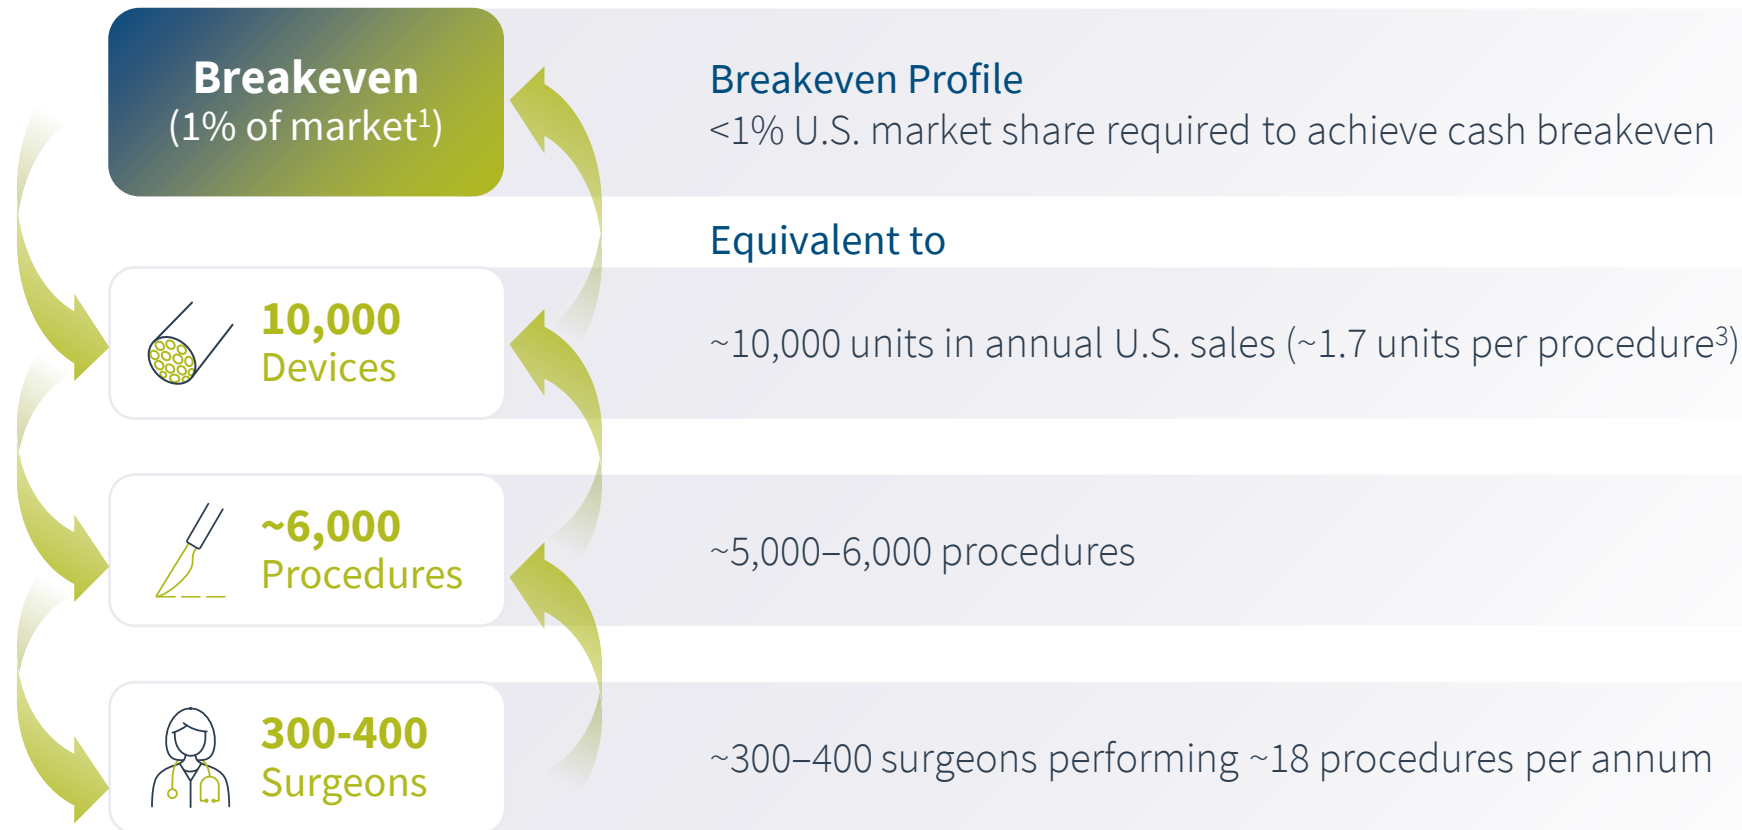 Breakeven
(1% of market¹)
Breakeven Profile
<1% U.S. market share required to achieve cash breakeven
Equivalent to
10,000
Devices
~10,000 units in annual U.S. sales (~1.7 units per procedure³)
~6,000
Procedures
~5,000–6,000 procedures
300-400
Surgeons
~300–400 surgeons performing ~18 procedures per annum